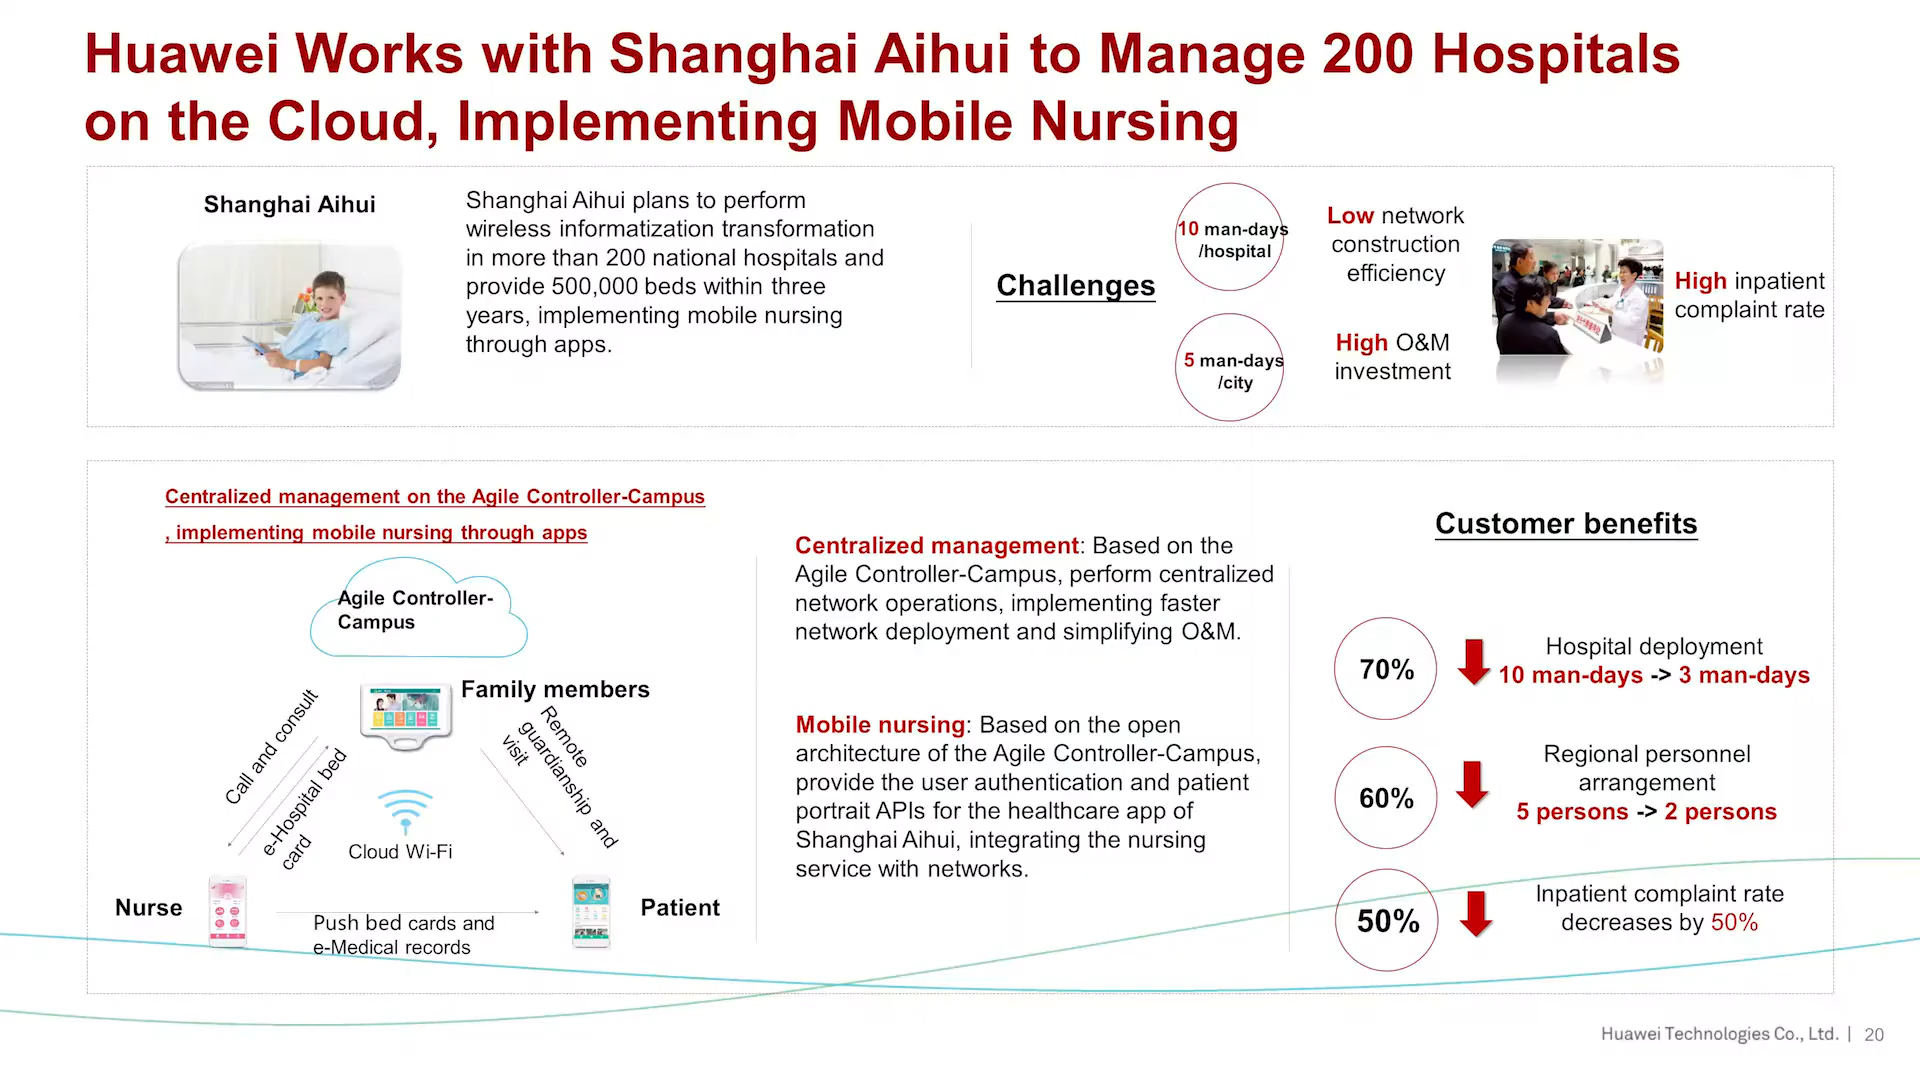 Huawei Works with Shanghai Aihui to Manage 200 Hospitals
on the Cloud, Implementing Mobile Nursing
Shanghai Aihui
Shanghai Aihui plans to perform
wireless informatization transformation
in more than 200 national hospitals and
provide 500,000 beds within three
years, implementing mobile nursing
through apps.
Challenges
10 man-days
/hospital
Low network
construction
efficiency
5 man-days
/city
High O&M
investment
High inpatient
complaint rate
Centralized management on the Agile Controller-Campus
, implementing mobile nursing through apps
Agile Controller-
Campus
Family members
Call and consult
e-Hospital bed
card
Remote
guardianship and
visit
Cloud Wi-Fi
Nurse
Push bed cards and
e-Medical records
Patient
Centralized management: Based on the
Agile Controller-Campus, perform centralized
network operations, implementing faster
network deployment and simplifying O&M.
Mobile nursing: Based on the open
architecture of the Agile Controller-Campus,
provide the user authentication and patient
portrait APIs for the healthcare app of
Shanghai Aihui, integrating the nursing
service with networks.
Customer benefits
70%
Hospital deployment
10 man-days -> 3 man-days
60%
Regional personnel
arrangement
5 persons -> 2 persons
50%
Inpatient complaint rate
decreases by 50%
Huawei Technologies Co., Ltd. | 20